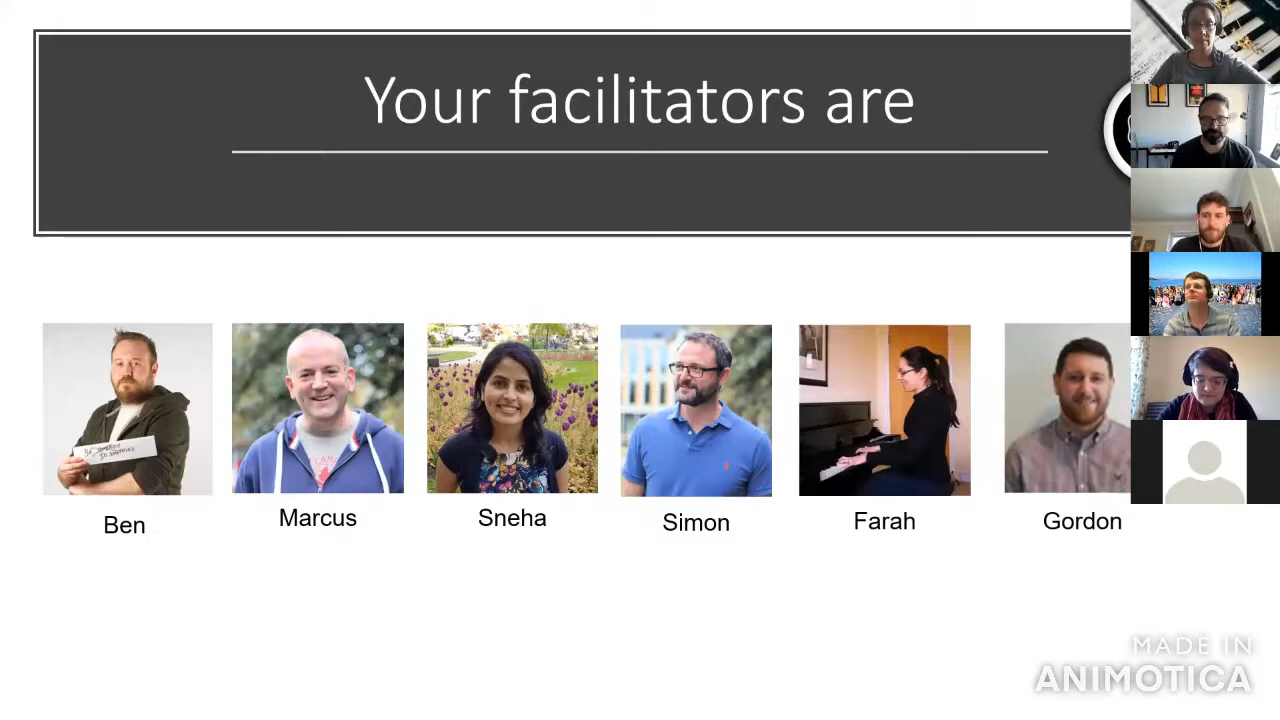 Your facilitators are
Ben
Marcus
Sneha
Simon
Farah
Gordon
MADE IN
ANIMOTICA